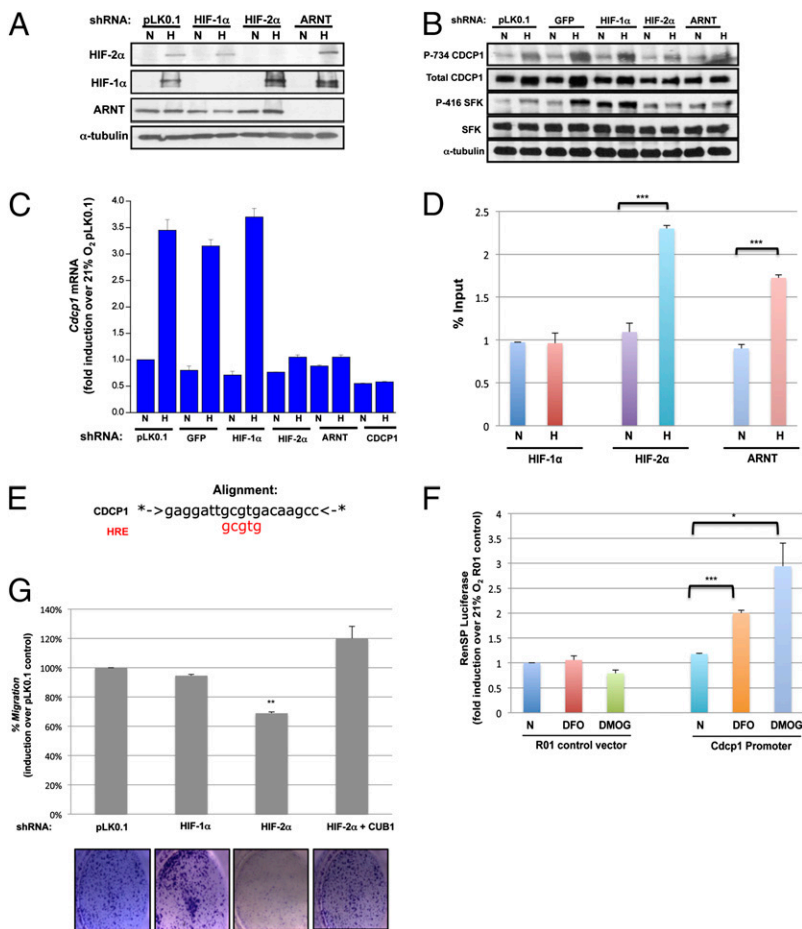 A
shRNA: pLK0.1 HIF-1α HIF-2α ARNT
N H N H N H N H
HIF-2α
HIF-1α
ARNT
α-tubulin
B
shRNA: pLK0.1 GFP HIF-1α HIF-2α ARNT
N H N H N H N H N H
P-734 CDCP1
Total CDCP1
P-416 SFK
SFK
α-tubulin
C
Cdcp1 mRNA
(fold induction over 21% O2 pLK0.1)
4.0
3.5
3.0
2.5
2.0
1.5
1.0
0.5
0.0
N H N H N H N H N H N H
shRNA: pLK0.1 GFP HIF-1α HIF-2α ARNT CDCP1
D
% Input
2.5
2
1.5
1
0.5
0
***
***
N H N H N H
HIF-1α HIF-2α ARNT
E
Alignment:
CDCP1 *->gaggattgcgtgacaagcc<-*
HRE gcgtg
F
RenSP Luciferase
(fold induction over 21% O2 R01 control)
4
3.5
3
2.5
2
1.5
1
0.5
0
*
***
N DFO DMOG N DFO DMOG
R01 control vector Cdcp1 Promoter
G
% Migration
(induction over pLK0.1 control)
140%
120%
100%
80%
60%
40%
20%
0%
**
shRNA: pLK0.1 HIF-1α HIF-2α HIF-2α + CUB1